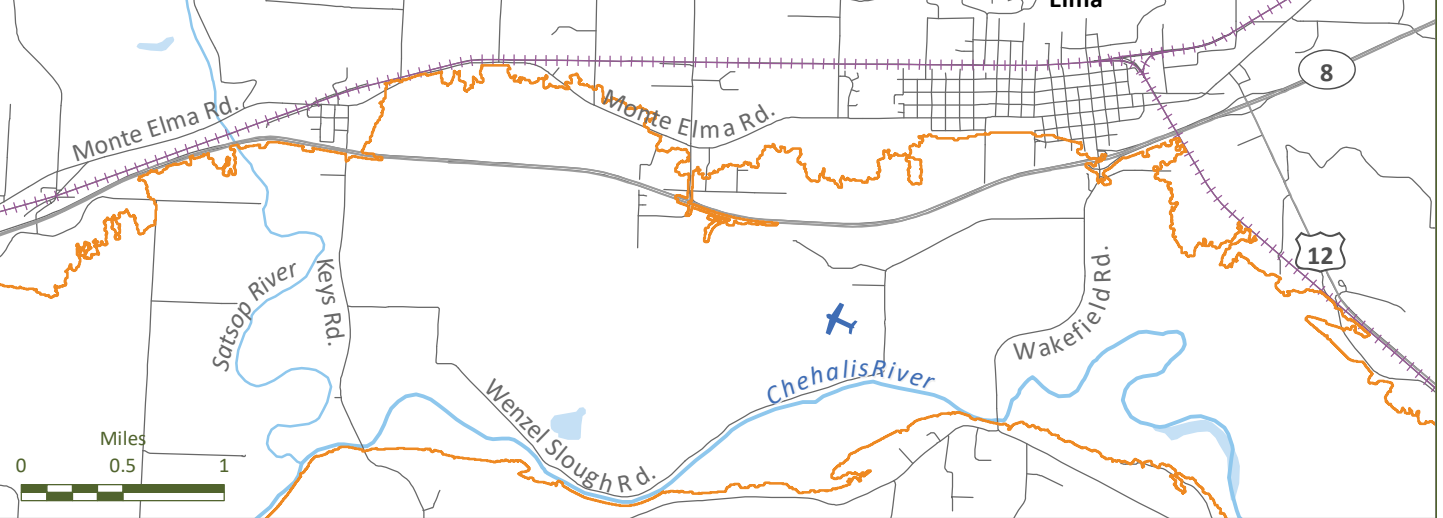 Elma
8
Monte Elma Rd.
Monte Elma Rd.
12
Satsop River
Keys Rd.
Wakefield Rd.
Chehalis River
Wenzel Slough Rd.
Miles
0 0.5 1